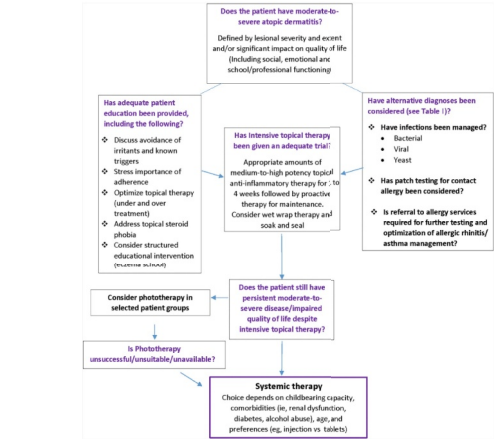 Does the patient have moderate-to-
severe atopic dermatitis?
Defined by lesional severity and extent
and/or significant impact on quality of life
(Including social, emotional and
school/professional functioning)
Has adequate patient
education been provided,
including the following?
❖ Discuss avoidance of
irritants and known
triggers
❖ Stress importance of
adherence
❖ Optimize topical therapy
(under and over
treatment)
❖ Address topical steroid
phobia
❖ Consider structured
educational intervention
(eczema school)
Has Intensive topical therapy
been given an adequate trial?
Appropriate amounts of
medium-to-high potency topical
anti-inflammatory therapy for to
4 weeks followed by proactive
therapy for maintenance.
Consider wet wrap therapy and
soak and seal
Have alternative diagnoses been
considered (see Table I)?
❖ Have infections been managed?
• Bacterial
• Viral
• Yeast
❖ Has patch testing for contact
allergy been considered?
❖ Is referral to allergy services
required for further testing and
optimization of allergic rhinitis/
asthma management?
Does the patient still have
persistent moderate-to-
severe disease/impaired
quality of life despite
intensive topical therapy?
Consider phototherapy in
selected patient groups
Is Phototherapy
unsuccessful/unsuitable/unavailable?
Systemic therapy
Choice depends on childbearing capacity,
comorbidities (ie, renal dysfunction,
diabetes, alcohol abuse), age, and
preferences (eg, injection vs tablets)